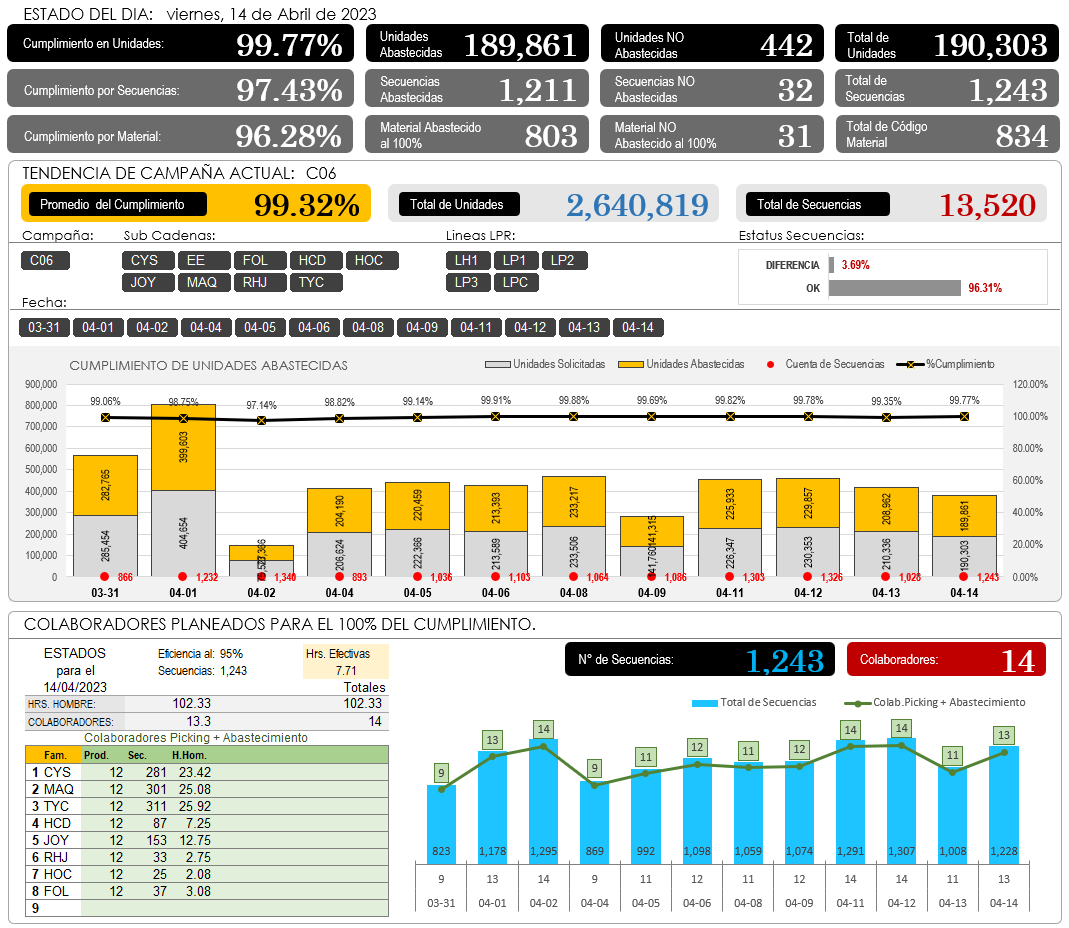 ESTADO DEL DIA: viernes, 14 de Abril de 2023
Cumplimiento en Unidades: 99.77%
Unidades Abastecidas 189,861
Unidades NO Abastecidas 442
Total de Unidades 190,303
Cumplimiento por Secuencias: 97.43%
Secuencias Abastecidas 1,211
Secuencias NO Abastecidas 32
Total de Secuencias 1,243
Cumplimiento por Material: 96.28%
Material Abastecido al 100% 803
Material NO Abastecido al 100% 31
Total de Código Material 834
TENDENCIA DE CAMPAÑA ACTUAL: C06
Promedio del Cumplimiento 99.32%
Total de Unidades 2,640,819
Total de Secuencias 13,520
Campaña: Sub Cadenas: Lineas LPR: Estatus Secuencias:
C06
CYS EE FOL HCD HOC
JOY MAQ RHJ TYC
LH1 LP1 LP2
LP3 LPC
DIFERENCIA 3.69%
OK 96.31%
Fecha:
03-31 04-01 04-02 04-04 04-05 04-06 04-08 04-09 04-11 04-12 04-13 04-14
CUMPLIMIENTO DE UNIDADES ABASTECIDAS
Unidades Solicitadas Unidades Abastecidas Cuenta de Secuencias %Cumplimiento
900,000
800,000
700,000
600,000
500,000
400,000
300,000
200,000
100,000
0
120.00%
100.00%
80.00%
60.00%
40.00%
20.00%
0.00%
99.06% 98.75% 97.14% 98.82% 99.14% 99.91% 99.88% 99.69% 99.82% 99.78% 99.35% 99.77%
282,765 399,603 204,190 220,459 213,393 233,217 141,315 225,933 229,857 208,962 189,861
285,454 404,654 206,624 222,366 213,589 233,506 141,760 226,347 230,353 210,336 190,303
866 1,232 1,340 893 1,036 1,103 1,064 1,086 1,303 1,326 1,028 1,243
03-31 04-01 04-02 04-04 04-05 04-06 04-08 04-09 04-11 04-12 04-13 04-14
COLABORADORES PLANEADOS PARA EL 100% DEL CUMPLIMIENTO.
ESTADOS
para el
14/04/2023
Eficiencia al: 95%
Secuencias: 1,243
Hrs. Efectivas
7.71
Totales
HRS. HOMBRE: 102.33 102.33
COLABORADORES: 13.3 14
Colaboradores Picking + Abastecimiento
Fam. Prod. Sec. H.Hom.
1 CYS 12 281 23.42
2 MAQ 12 301 25.08
3 TYC 12 311 25.92
4 HCD 12 87 7.25
5 JOY 12 153 12.75
6 RHJ 12 33 2.75
7 HOC 12 25 2.08
8 FOL 12 37 3.08
9
N° de Secuencias: 1,243
Colaboradores: 14
Total de Secuencias Colab.Picking + Abastecimiento
9 13 14 9 11 12 11 12 14 14 11 13
823 1,178 1,295 869 992 1,098 1,059 1,074 1,291 1,307 1,008 1,228
9 13 14 9 11 12 11 12 14 14 11 13
03-31 04-01 04-02 04-04 04-05 04-06 04-08 04-09 04-11 04-12 04-13 04-14